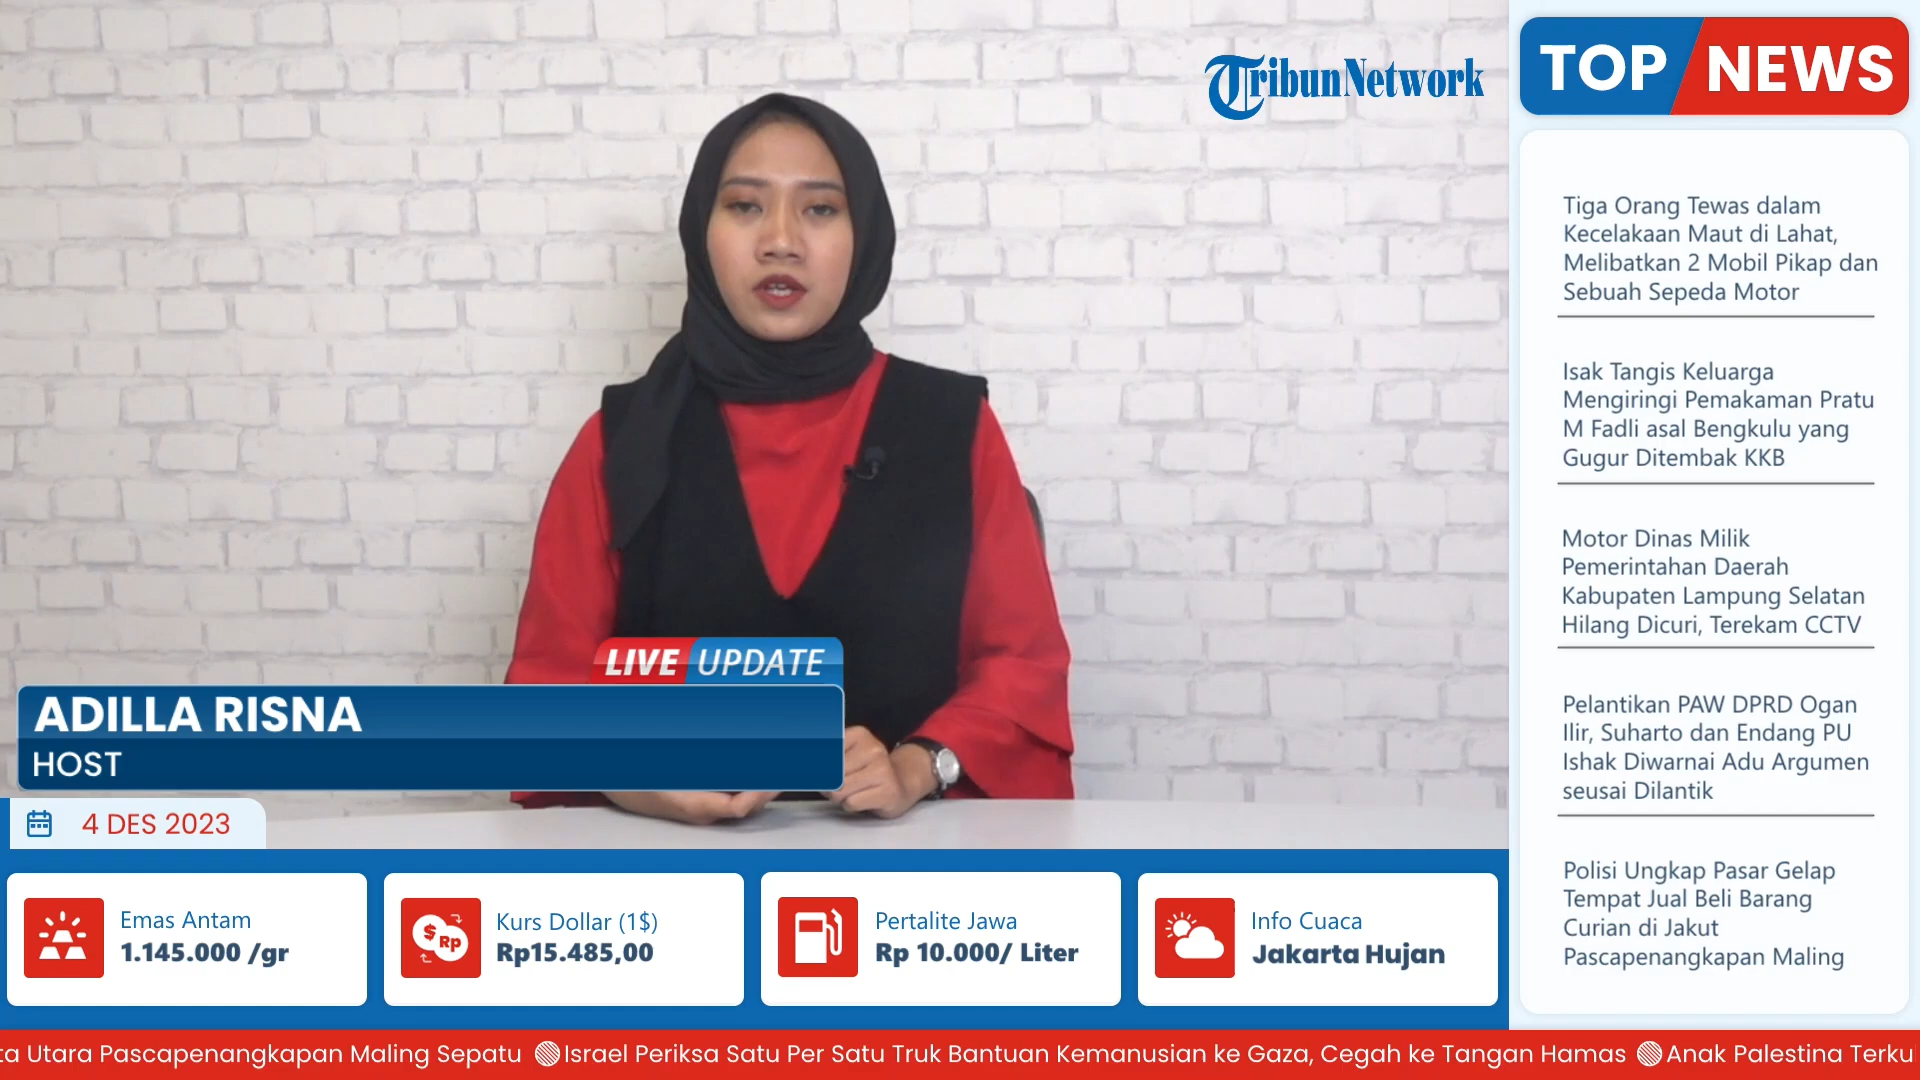 TribunNetwork
TOP NEWS
Tiga Orang Tewas dalam
Kecelakaan Maut di Lahat,
Melibatkan 2 Mobil Pikap dan
Sebuah Sepeda Motor
Isak Tangis Keluarga
Mengiringi Pemakaman Pratu
M Fadli asal Bengkulu yang
Gugur Ditembak KKB
Motor Dinas Milik
Pemerintahan Daerah
Kabupaten Lampung Selatan
Hilang Dicuri, Terekam CCTV
Pelantikan PAW DPRD Ogan
Ilir, Suharto dan Endang PU
Ishak Diwarnai Adu Argumen
seusai Dilantik
Polisi Ungkap Pasar Gelap
Tempat Jual Beli Barang
Curian di Jakut
Pascapenangkapan Maling
LIVE UPDATE
ADILLA RISNA
HOST
4 DES 2023
Emas Antam
1.145.000 /gr
$ Rp
Kurs Dollar (1$)
Rp15.485,00
Pertalite Jawa
Rp 10.000/ Liter
Info Cuaca
Jakarta Hujan
ta Utara Pascapenangkapan Maling Sepatu Israel Periksa Satu Per Satu Truk Bantuan Kemanusian ke Gaza, Cegah ke Tangan Hamas Anak Palestina Terku